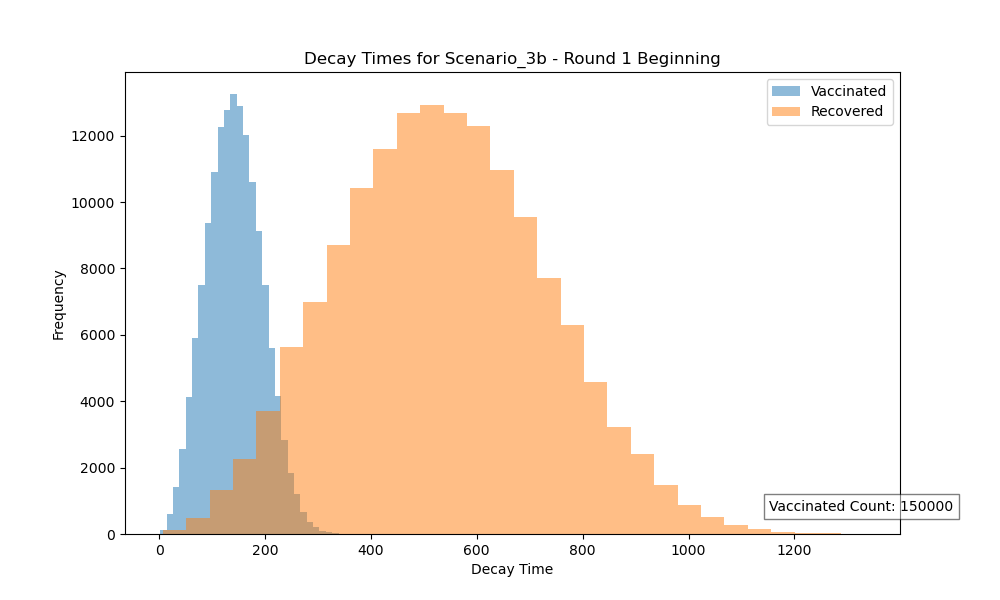 Decay Times for Scenario_3b - Round 1 Beginning
Vaccinated
Recovered
12000
10000
8000
6000
4000
2000
0
Frequency
Vaccinated Count: 150000
0
200
400
600
800
1000
1200
Decay Time